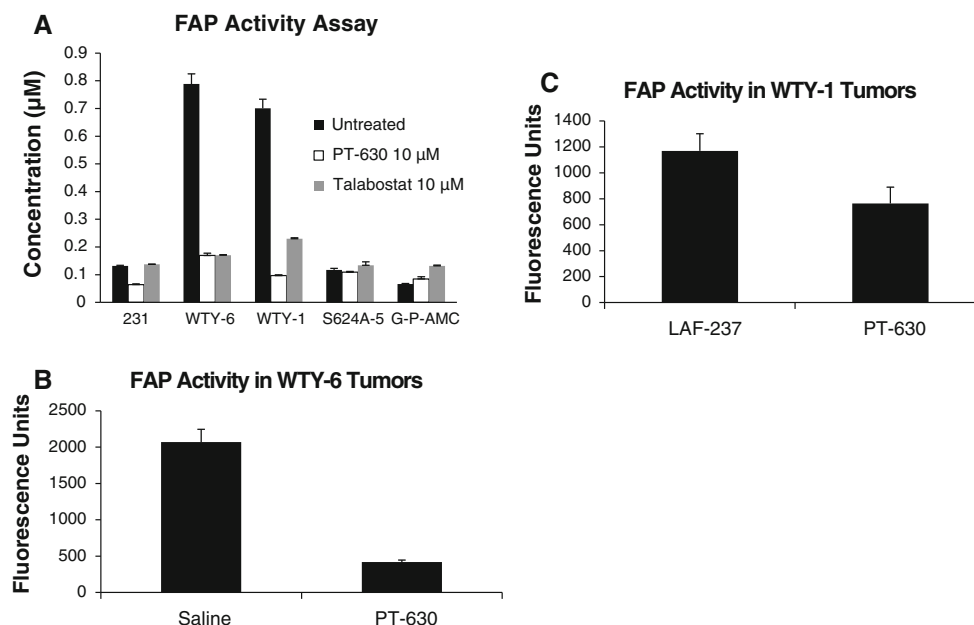 A
FAP Activity Assay
Concentration (µM)
0.9
0.8
0.7
0.6
0.5
0.4
0.3
0.2
0.1
0
Untreated
PT-630 10 µM
Talabostat 10 µM
231 WTY-6 WTY-1 S624A-5 G-P-AMC
C
FAP Activity in WTY-1 Tumors
Fluorescence Units
1400
1200
1000
800
600
400
200
0
LAF-237 PT-630
B
FAP Activity in WTY-6 Tumors
Fluorescence Units
2500
2000
1500
1000
500
0
Saline PT-630